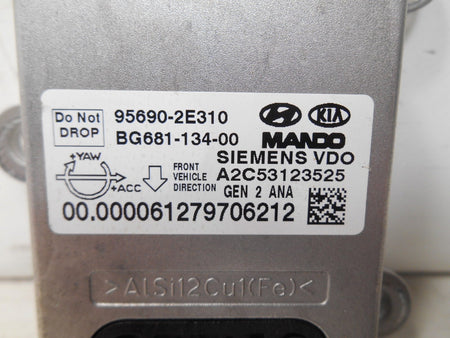 Do Not
DROP
95690-2E310
KIA
BG681-134-00
MANDO
SIEMENS VDO
+YAW
+ACC
FRONT
VEHICLE
DIRECTION
A2C53123525
GEN 2 ANA
00.000061279706212
>AlSi12Cu1(Fe)<